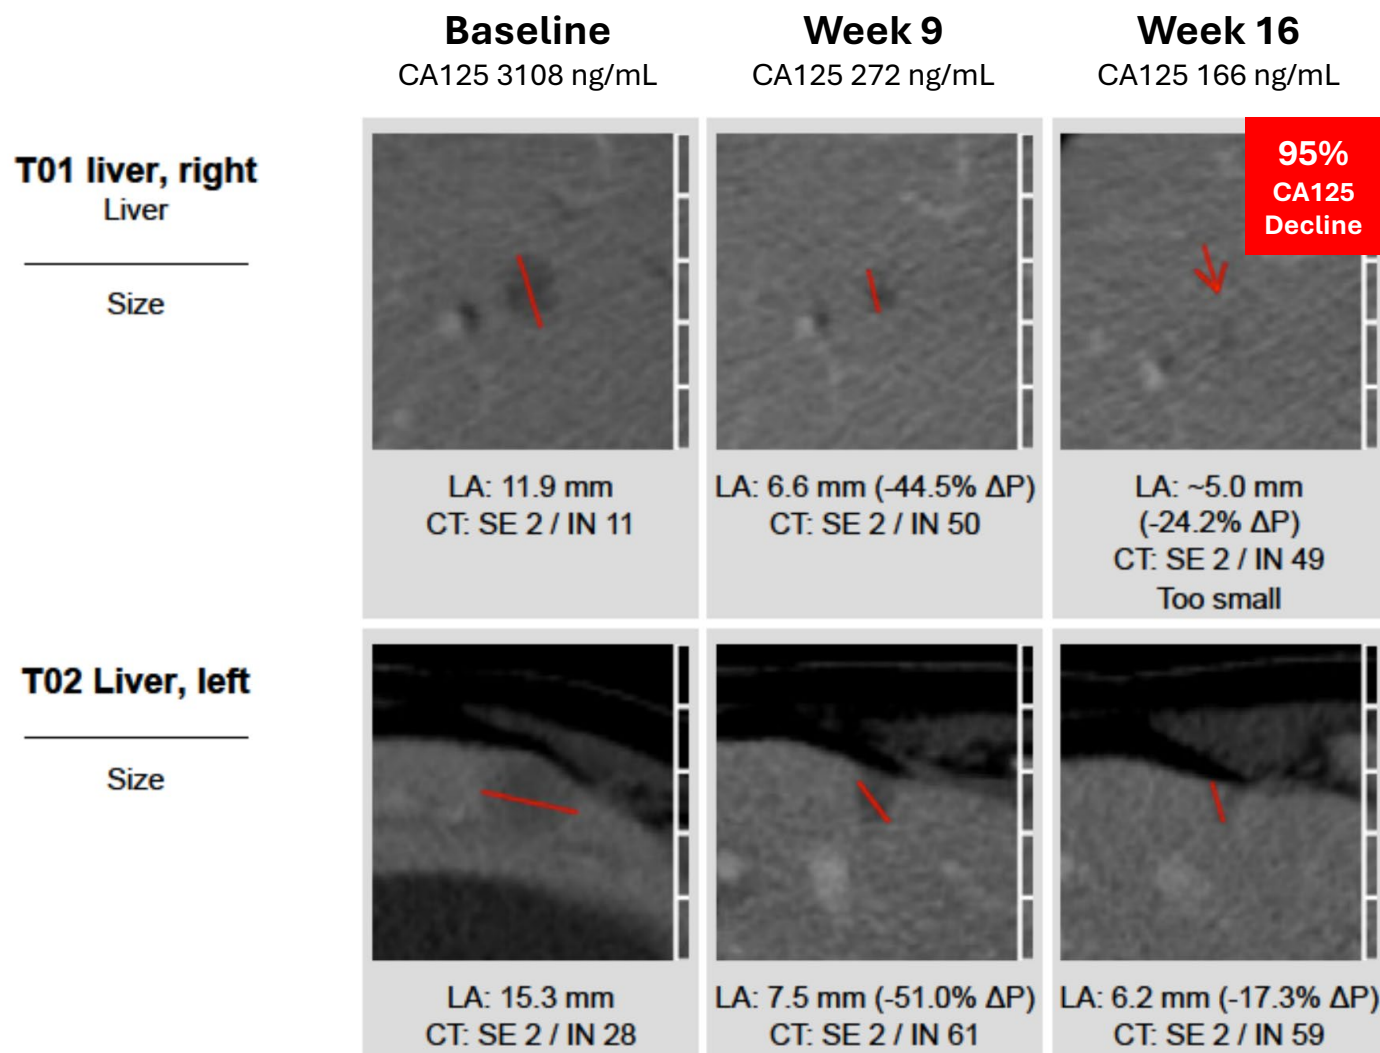 Baseline
CA125 3108 ng/mL
Week 9
CA125 272 ng/mL
Week 16
CA125 166 ng/mL
T01 liver, right
Liver
Size
95%
CA125
Decline
LA: 11.9 mm
CT: SE 2 / IN 11
LA: 6.6 mm (-44.5% ΔP)
CT: SE 2 / IN 50
LA: ~5.0 mm
(-24.2% ΔP)
CT: SE 2 / IN 49
Too small
T02 Liver, left
Size
LA: 15.3 mm
CT: SE 2 / IN 28
LA: 7.5 mm (-51.0% ΔP)
CT: SE 2 / IN 61
LA: 6.2 mm (-17.3% ΔP)
CT: SE 2 / IN 59